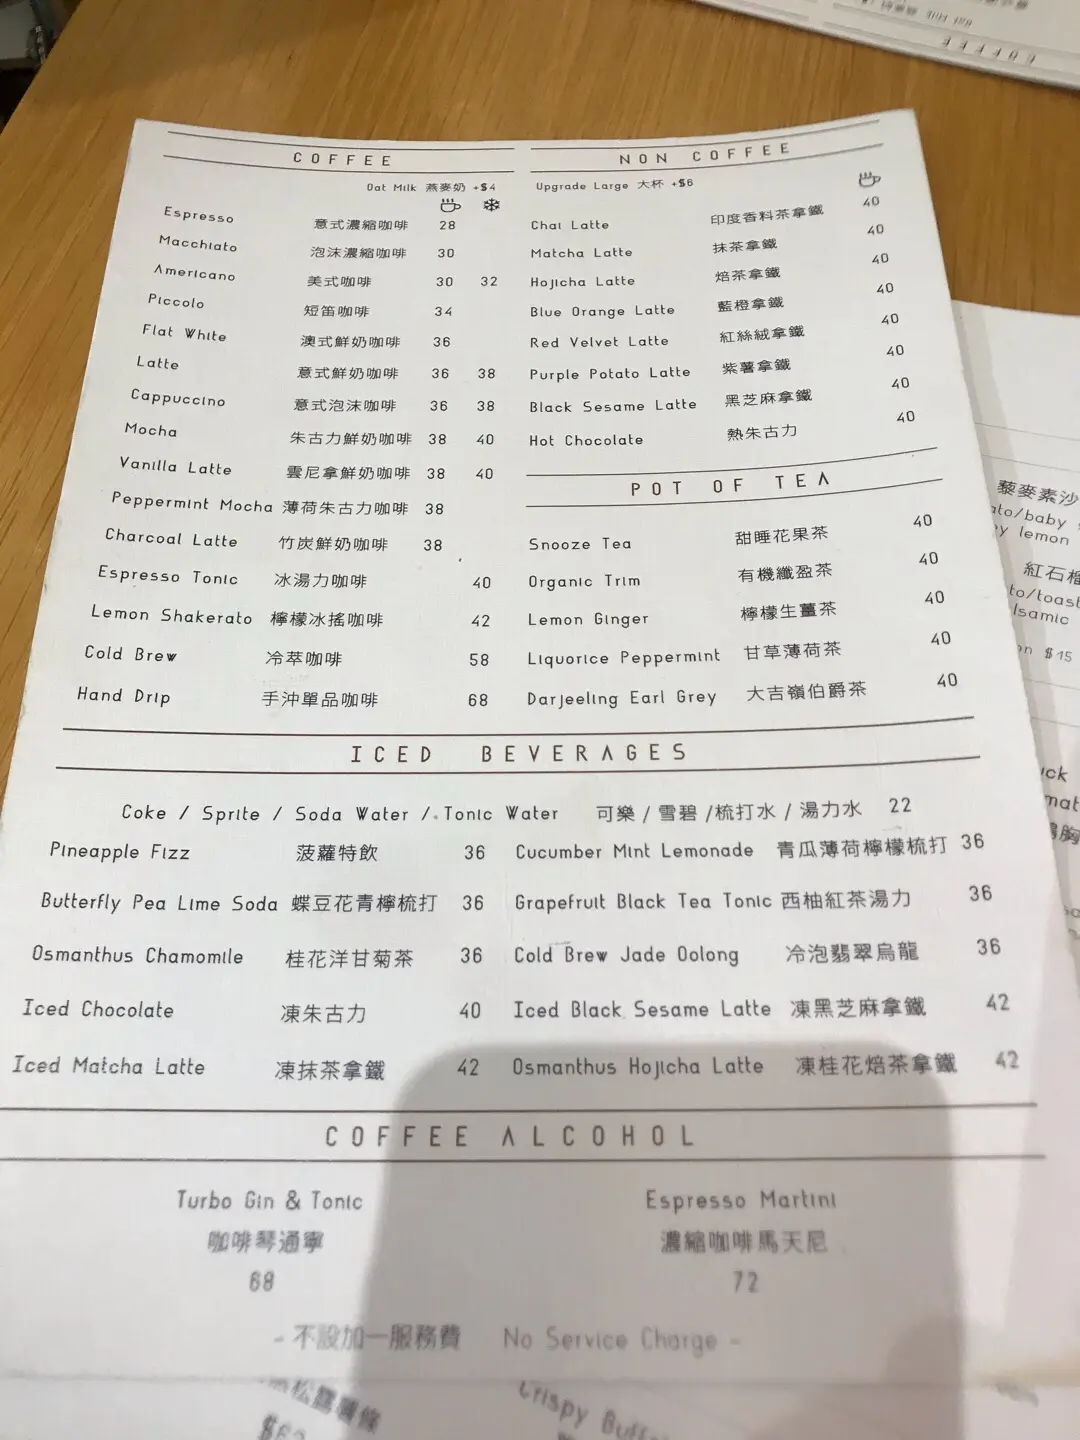 COFFEE
Oat Milk 燕麥奶 +$4
Espresso 意式濃縮咖啡 28
Macchiato 泡沫濃縮咖啡 30
Americano 美式咖啡 30 32
Piccolo 短笛咖啡 34
Flat White 澳式鮮奶咖啡 36
Latte 意式鮮奶咖啡 36 38
Cappuccino 意式泡沫咖啡 36 38
Mocha 朱古力鮮奶咖啡 38 40
Vanilla Latte 雲尼拿鮮奶咖啡 38 40
Peppermint Mocha 薄荷朱古力咖啡 38
Charcoal Latte 竹炭鮮奶咖啡 38
Espresso Tonic 冰湯力咖啡 40
Lemon Shakerato 檸檬冰搖咖啡 42
Cold Brew 冷萃咖啡 58
Hand Drip 手沖單品咖啡 68
NON COFFEE
Upgrade Large 大杯 +$6
Chai Latte 印度香料茶拿鐵 40
Matcha Latte 抹茶拿鐵 40
Hojicha Latte 焙茶拿鐵 40
Blue Orange Latte 藍橙拿鐵 40
Red Velvet Latte 紅絲絨拿鐵 40
Purple Potato Latte 紫薯拿鐵 40
Black Sesame Latte 黑芝麻拿鐵 40
Hot Chocolate 熱朱古力 40
POT OF TEA
Snooze Tea 甜睡花果茶 40
Organic Trim 有機纖盈茶 40
Lemon Ginger 檸檬生薑茶 40
Liquorice Peppermint 甘草薄荷茶 40
Darjeeling Earl Grey 大吉嶺伯爵茶 40
ICED BEVERAGES
Coke / Sprite / Soda Water / Tonic Water 可樂 / 雪碧 /梳打水 / 湯力水 22
Pineapple Fizz 菠蘿特飲 36
Cucumber Mint Lemonade 青瓜薄荷檸檬梳打 36
Butterfly Pea Lime Soda 蝶豆花青檸梳打 36
Grapefruit Black Tea Tonic 西柚紅茶湯力 36
Osmanthus Chamomile 桂花洋甘菊茶 36
Cold Brew Jade Oolong 冷泡翡翠烏龍 36
Iced Chocolate 凍朱古力 40
Iced Black Sesame Latte 凍黑芝麻拿鐵 42
Iced Matcha Latte 凍抹茶拿鐵 42
Osmanthus Hojicha Latte 凍桂花焙茶拿鐵 42
COFFEE ALCOHOL
Turbo Gin & Tonic
咖啡琴通寧
68
Espresso Martini
濃縮咖啡馬天尼
72
- 不設加一服務費 No Service Charge -
Crispy
COFFEE
藜麥素沙
/baby
lemon
紅石榴
$15